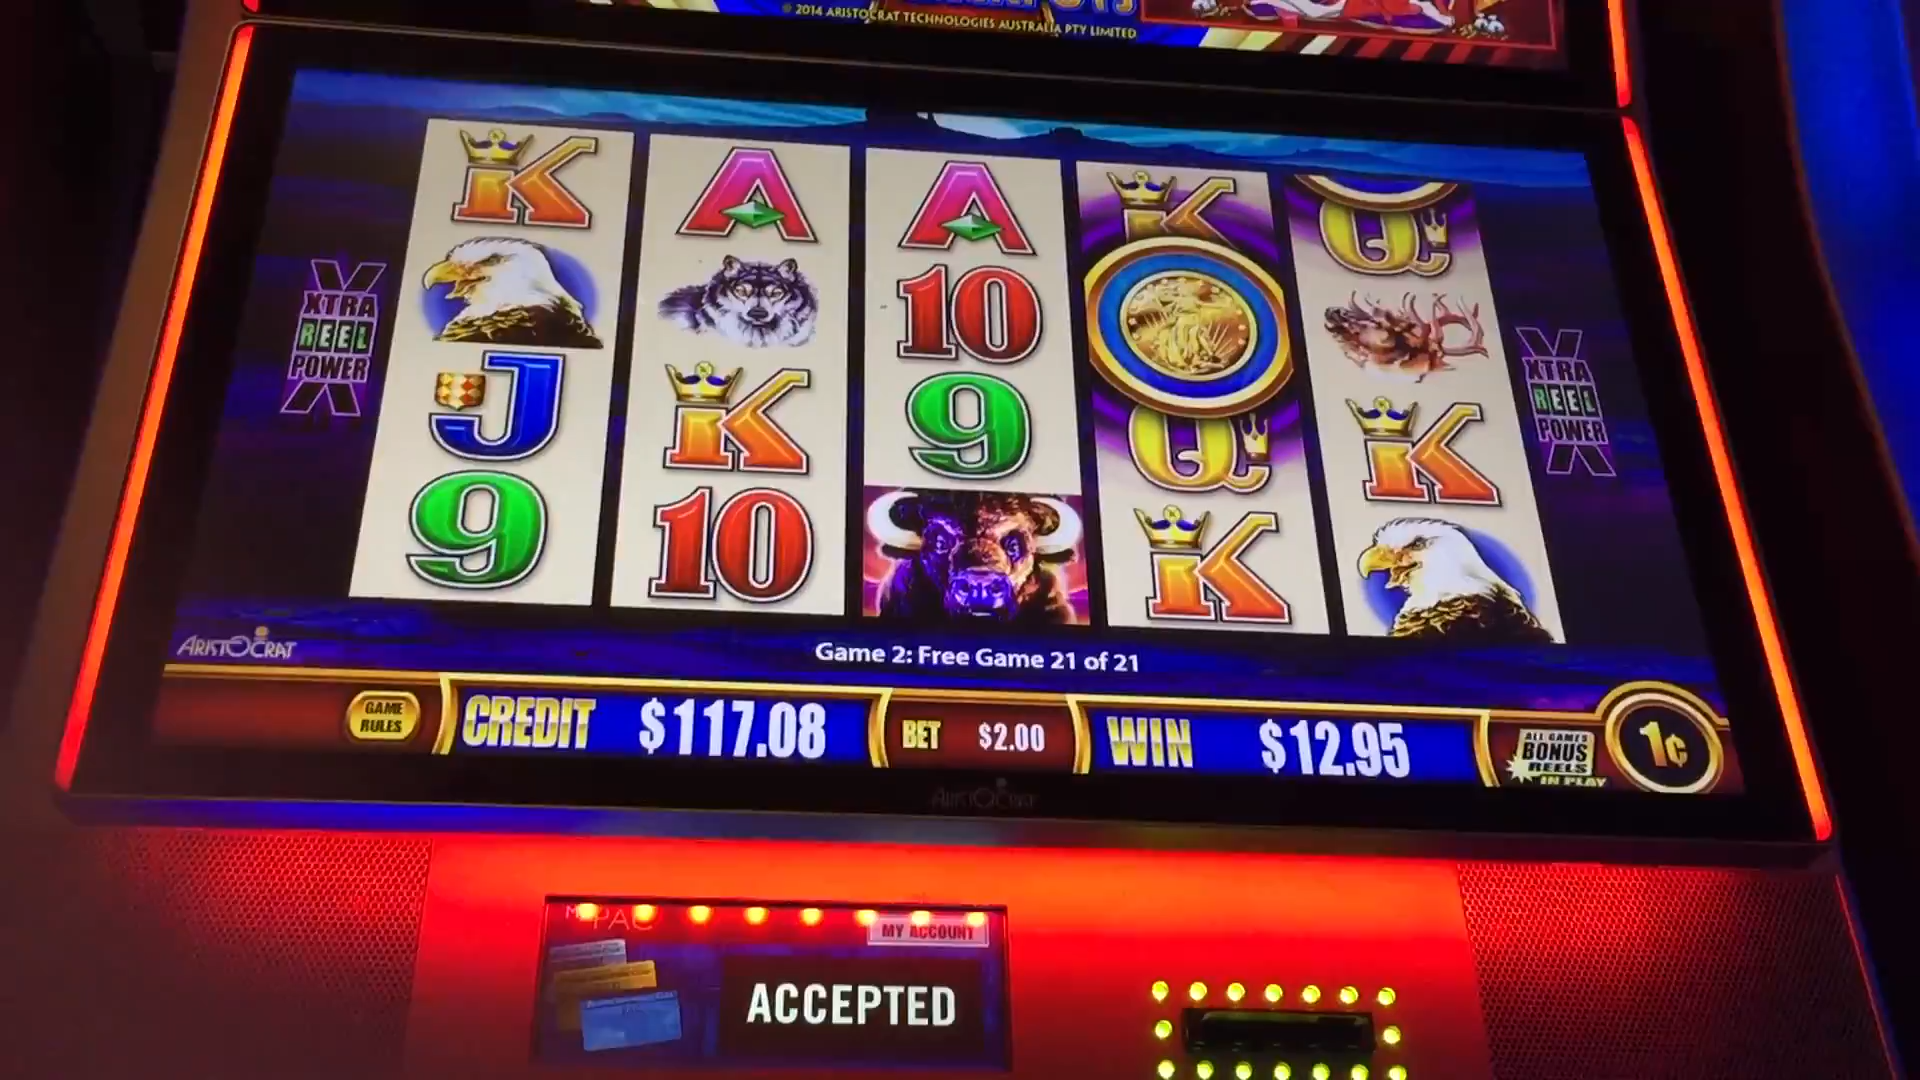 © 2014 ARISTOCRAT TECHNOLOGIES AUSTRALIA PTY LIMITED
K A A K Q
XTRA REEL POWER
10
J K 9 Q K
9 10 K
XTRA REEL POWER
ARISTOCRAT
Game 2: Free Game 21 of 21
GAME RULES
CREDIT $117.08
BET $2.00
WIN $12.95
ALL GAMES
BONUS
REELS
IN PLAY
1¢
ARISTOCRAT
MY ACCOUNT
ACCEPTED